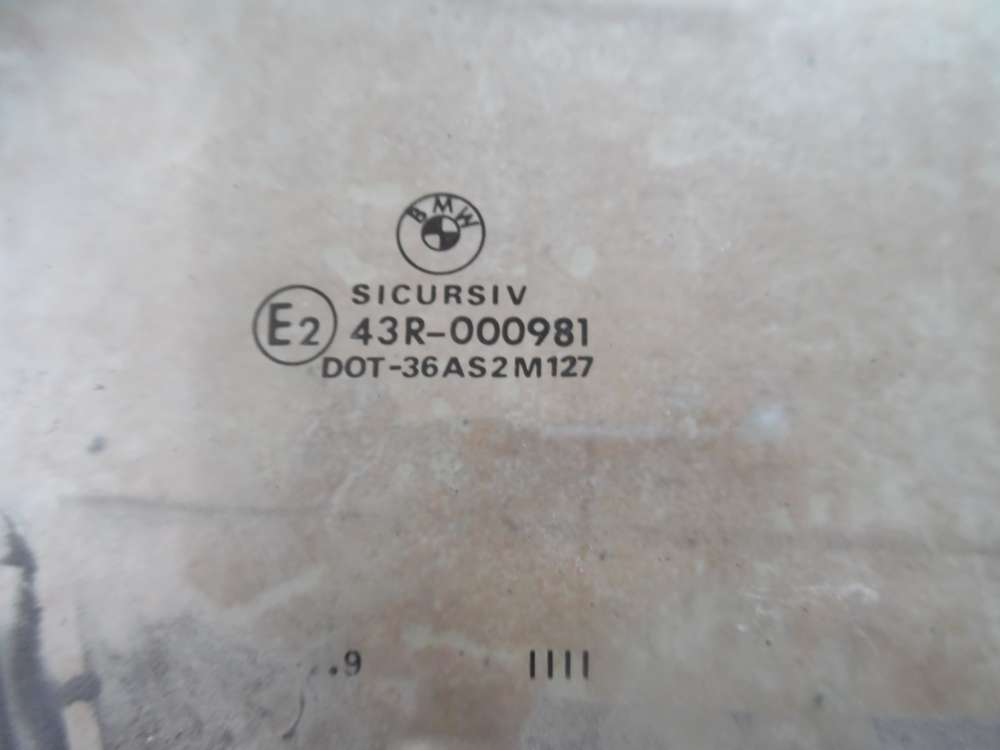 BMW
SICURSIV
E2 43R-000981
DOT-36AS2M127
..9 IIII